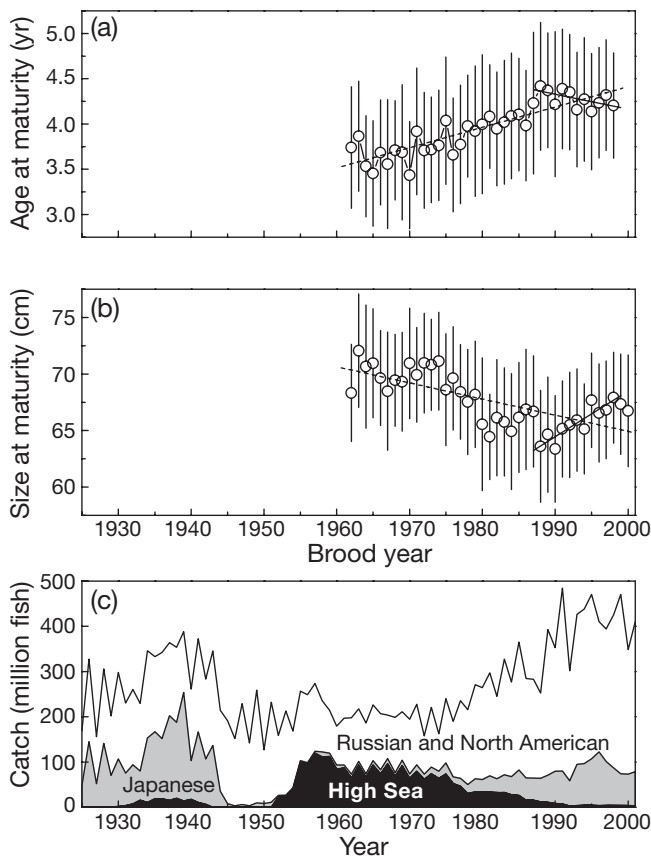 (a)
Age at maturity (yr)
5.0
4.5
4.0
3.5
3.0
(b)
Size at maturity (cm)
75
70
65
60
1930 1940 1950 1960 1970 1980 1990 2000
Brood year
(c)
Catch (million fish)
500
400
300
200
100
0
Russian and North American
Japanese
High Sea
1930 1940 1950 1960 1970 1980 1990 2000
Year